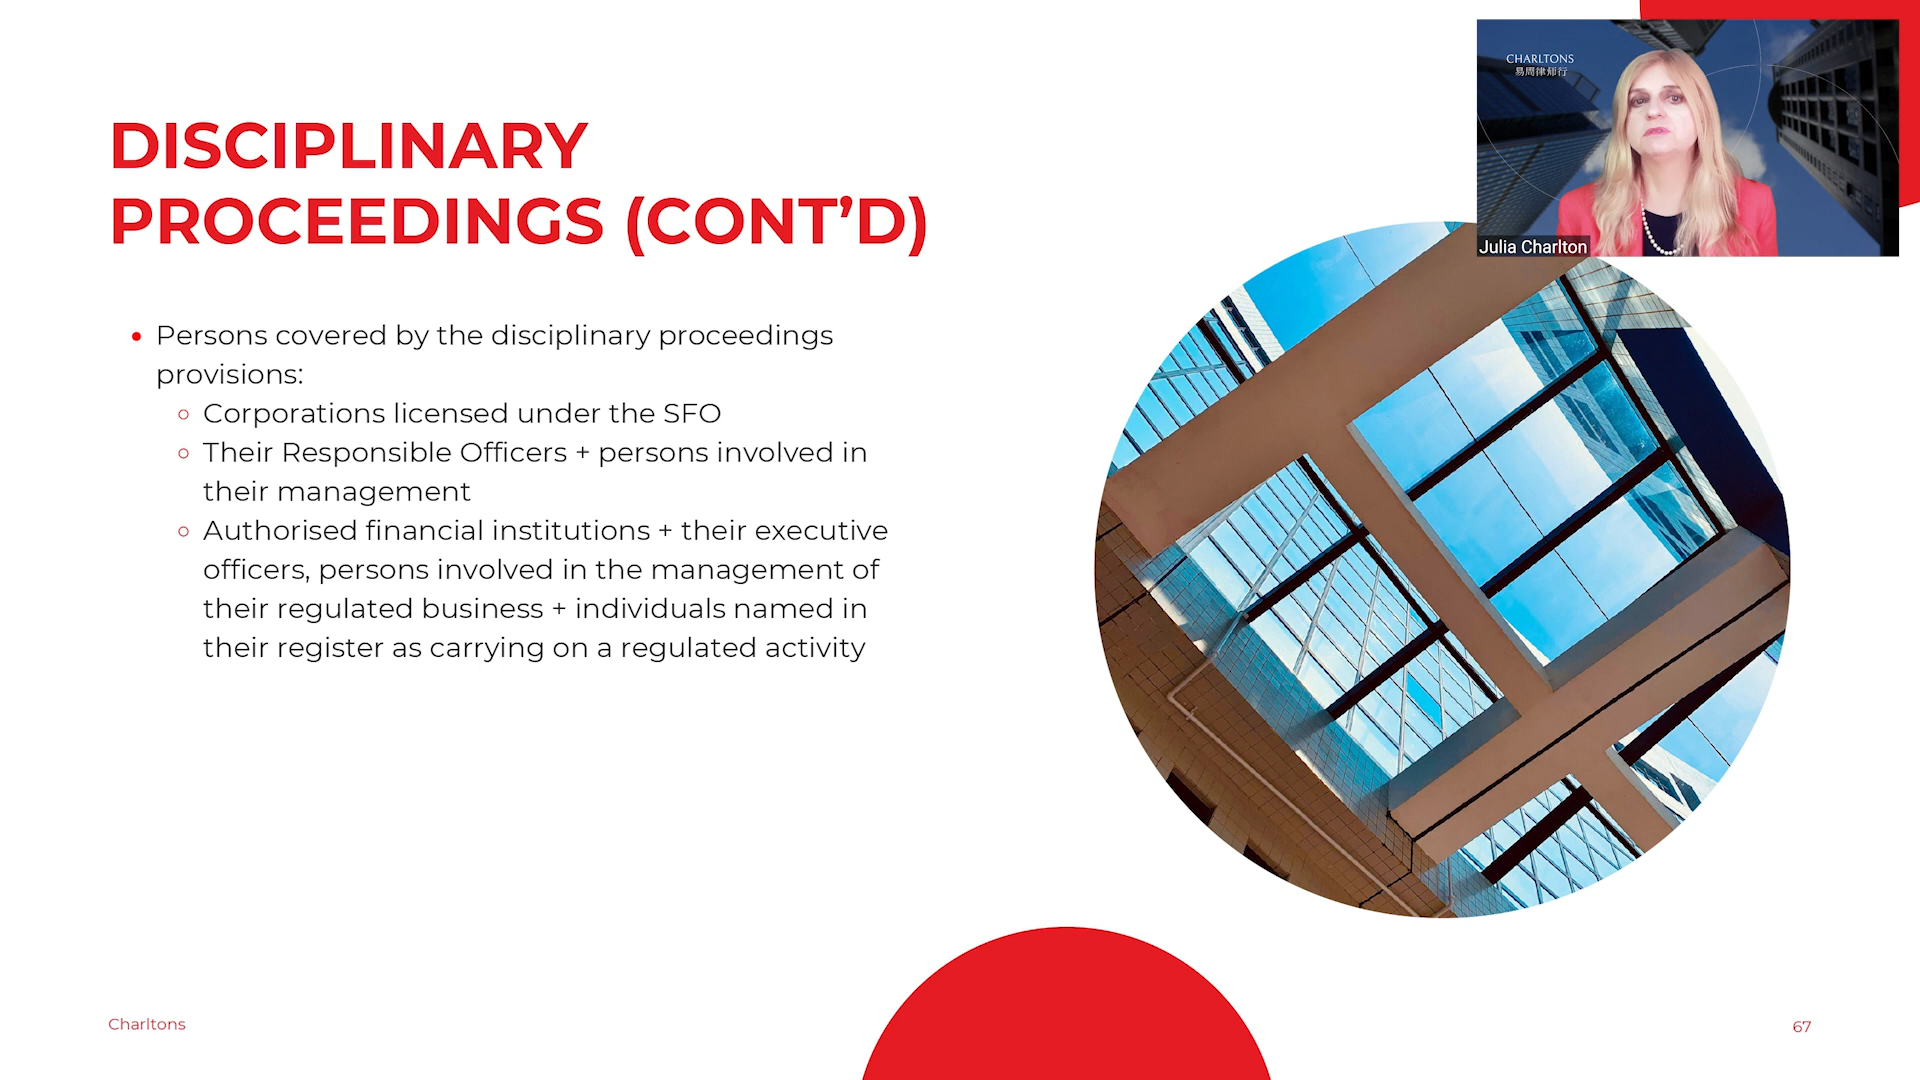 CHARLTONS
易周律师行
Julia Charlton
DISCIPLINARY
PROCEEDINGS (CONT’D)
• Persons covered by the disciplinary proceedings
provisions:
Corporations licensed under the SFO
Their Responsible Officers + persons involved in
their management
Authorised financial institutions + their executive
officers, persons involved in the management of
their regulated business + individuals named in
their register as carrying on a regulated activity
Charltons
67